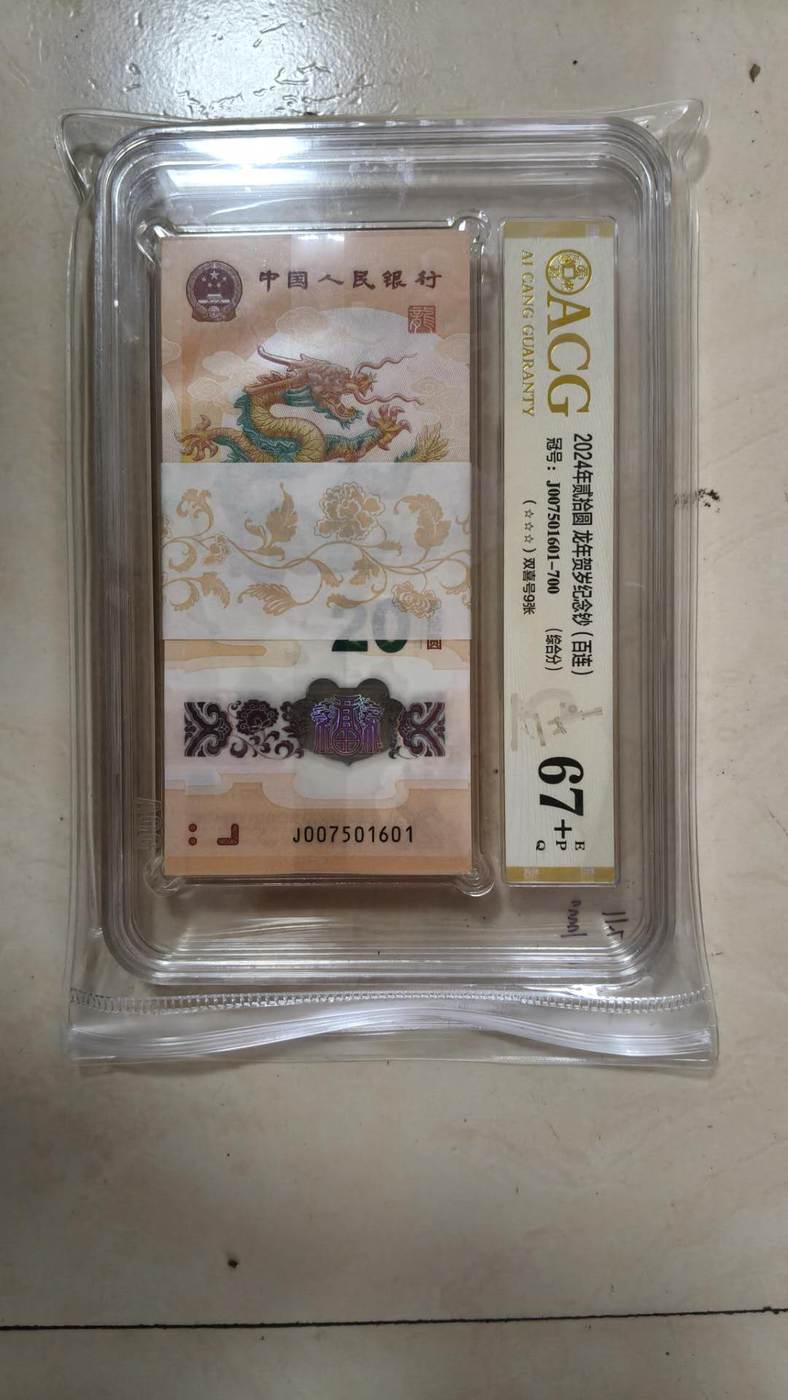 中国人民银行
龍
20
圆
J007501601
ACG
AI CANG GUARANTY
2024年贰拾圆 龙年贺岁纪念钞（百连）
冠号：J007501601-700 （综合分）
（☆☆☆）双喜号9张
67+
E
P
Q